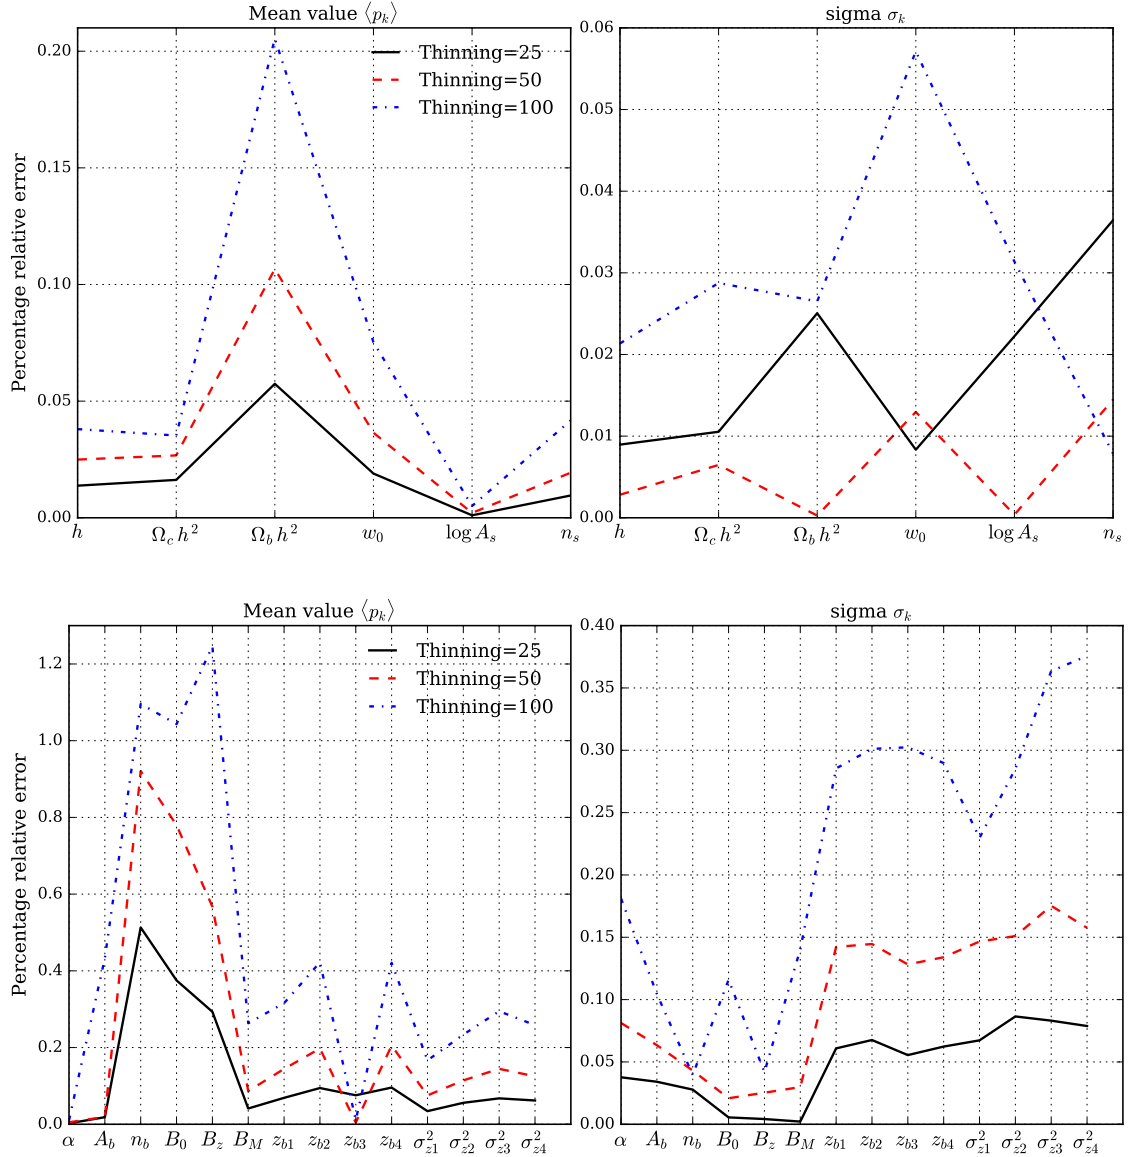 Mean value ⟨p_k⟩
sigma σ_k
Percentage relative error
0.20
0.15
0.10
0.05
0.00
Thinning=25
Thinning=50
Thinning=100
h Ω_c h² Ω_b h² w_0 log A_s n_s
0.06
0.05
0.04
0.03
0.02
0.01
0.00
h Ω_c h² Ω_b h² w_0 log A_s n_s
Mean value ⟨p_k⟩
sigma σ_k
Percentage relative error
1.2
1.0
0.8
0.6
0.4
0.2
0.0
Thinning=25
Thinning=50
Thinning=100
α A_b n_b B_0 B_z B_M z_b1 z_b2 z_b3 z_b4 σ²_z1 σ²_z2 σ²_z3 σ²_z4
0.40
0.35
0.30
0.25
0.20
0.15
0.10
0.05
0.00
α A_b n_b B_0 B_z B_M z_b1 z_b2 z_b3 z_b4 σ²_z1 σ²_z2 σ²_z3 σ²_z4